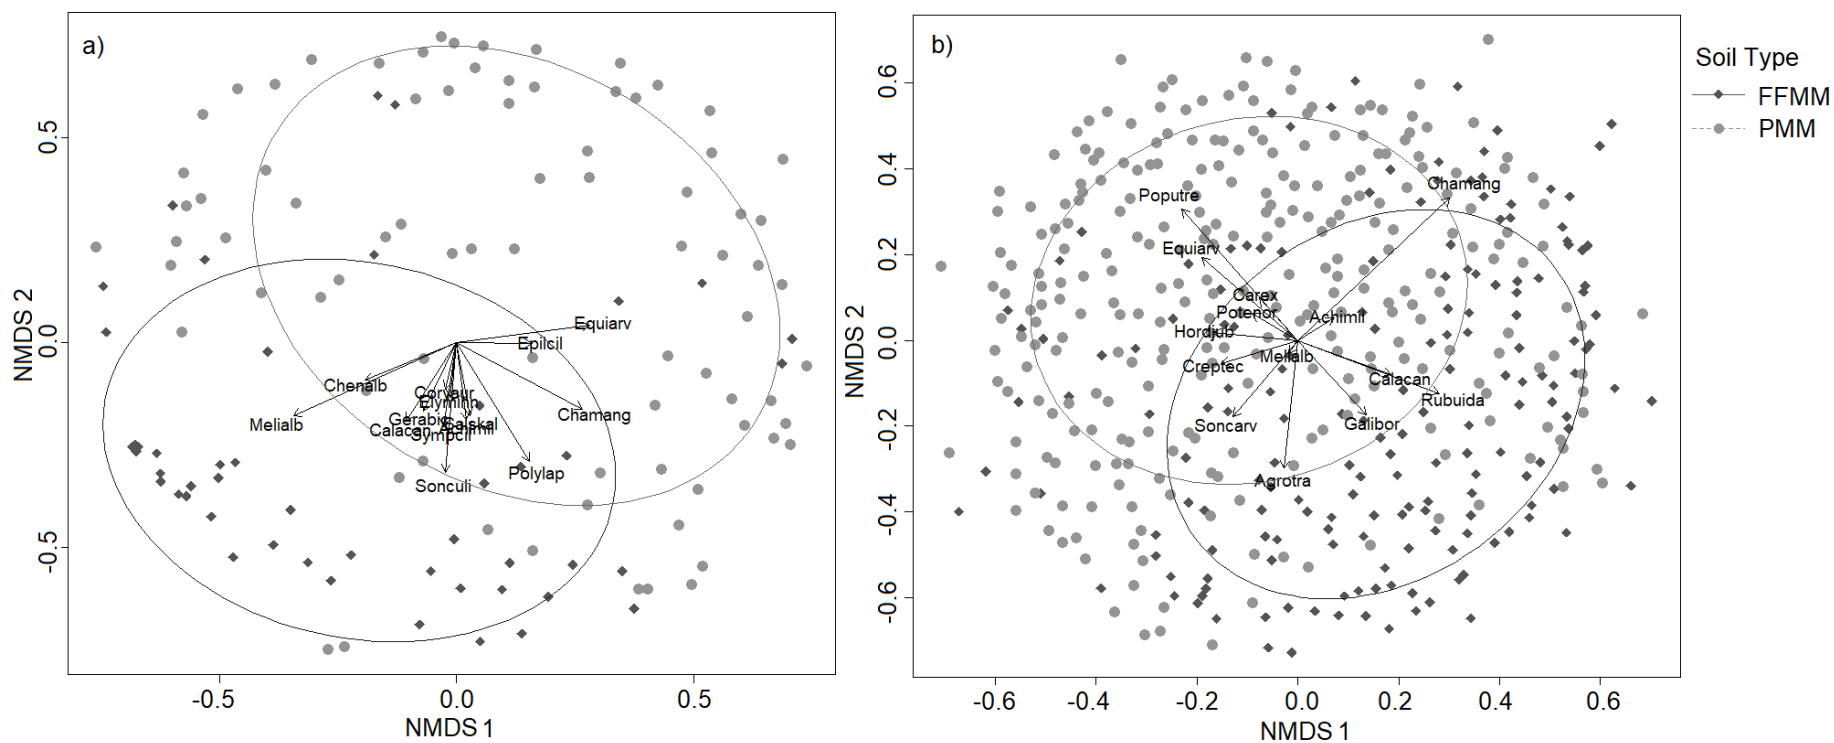 a)
0.5
0.0
-0.5
NMDS 2
Equiarv
Epilcil
Chenalb
Melialb
Chamang
Corvaur
Elyminn
Gerabic
Salskal
Calacan
Achimil
Sympcil
Polylap
Sonculi
-0.5
0.0
0.5
NMDS 1
b)
0.6
0.4
0.2
0.0
-0.2
-0.4
-0.6
NMDS 2
Chamang
Poputre
Equiarv
Carex
Potenor
Achimil
Hordjub
Melialb
Creptec
Calacan
Rubuida
Soncarv
Galibor
Agrotra
-0.6
-0.4
-0.2
0.0
0.2
0.4
0.6
NMDS 1
Soil Type
FFMM
PMM